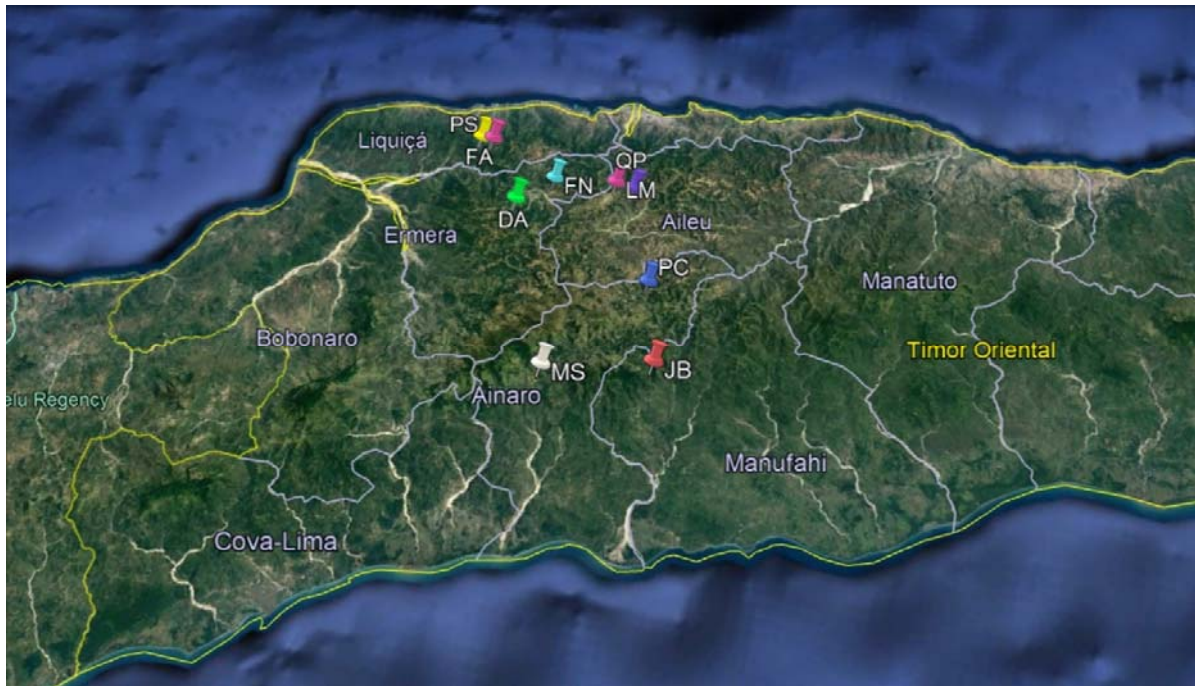 PS
Liquiçá
FA
QP
FN
LM
DA
Aileu
Ermera
PC
Manatuto
Bobonaro
Timor Oriental
MS
JB
elu Regency
Ainaro
Manufahi
Cova-Lima